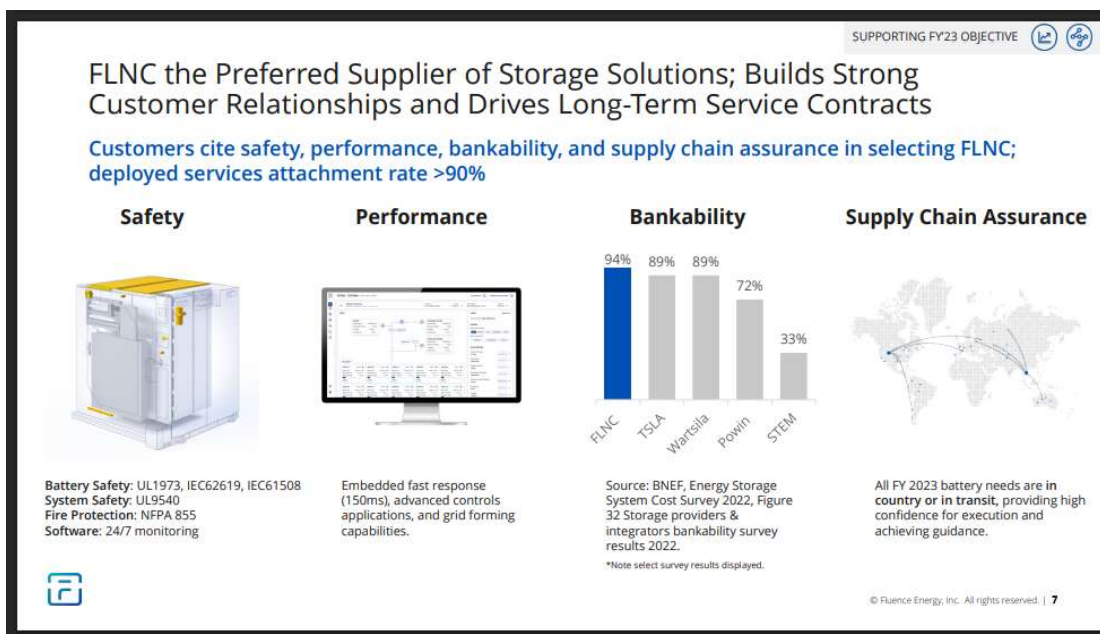 SUPPORTING FY'23 OBJECTIVE
FLNC the Preferred Supplier of Storage Solutions; Builds Strong
Customer Relationships and Drives Long-Term Service Contracts
Customers cite safety, performance, bankability, and supply chain assurance in selecting FLNC;
deployed services attachment rate >90%
Safety
Battery Safety: UL1973, IEC62619, IEC61508
System Safety: UL9540
Fire Protection: NFPA 855
Software: 24/7 monitoring
Performance
Embedded fast response
(150ms), advanced controls
applications, and grid forming
capabilities.
Bankability
94%
89%
89%
72%
33%
FLNC
TSLA
Wartsila
Powin
STEM
Source: BNEF, Energy Storage
System Cost Survey 2022, Figure
32 Storage providers &
integrators bankability survey
results 2022.
*Note select survey results displayed.
Supply Chain Assurance
All FY 2023 battery needs are in
country or in transit, providing high
confidence for execution and
achieving guidance.
© Fluence Energy, Inc. All rights reserved. | 7